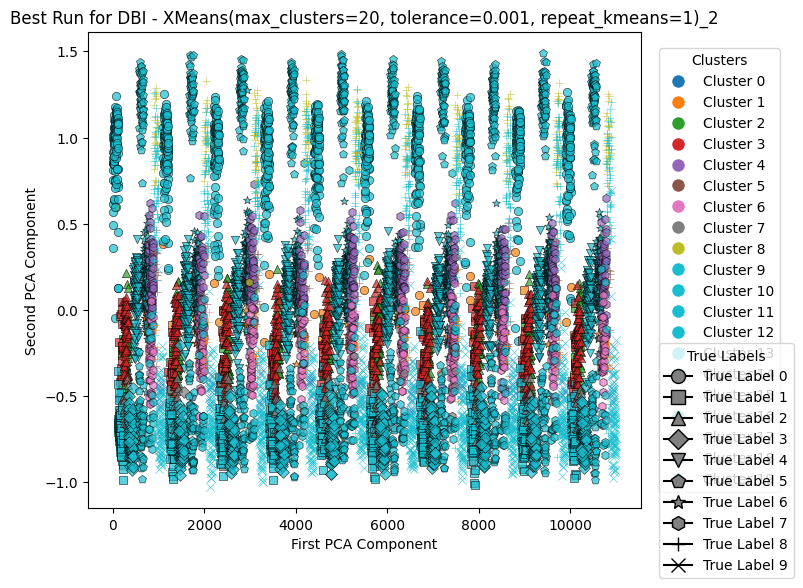 Best Run for DBI - XMeans(max_clusters=20, tolerance=0.001, repeat_kmeans=1)_2
1.5
1.0
0.5
0.0
−0.5
−1.0
Second PCA Component
0
2000
4000
6000
8000
10000
First PCA Component
Clusters
Cluster 0
Cluster 1
Cluster 2
Cluster 3
Cluster 4
Cluster 5
Cluster 6
Cluster 7
Cluster 8
Cluster 9
Cluster 10
Cluster 11
Cluster 12
Cluster 13
True Labels
True Label 0
True Label 1
True Label 2
True Label 3
True Label 4
True Label 5
True Label 6
True Label 7
True Label 8
True Label 9